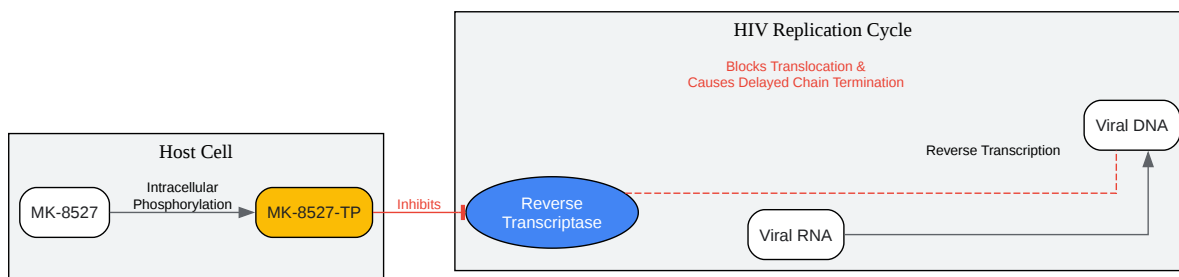 HIV Replication Cycle
Blocks Translocation &
Causes Delayed Chain Termination
Viral DNA
Reverse Transcription
Host Cell
Intracellular
Phosphorylation
MK-8527
MK-8527-TP
Inhibits
Reverse
Transcriptase
Viral RNA